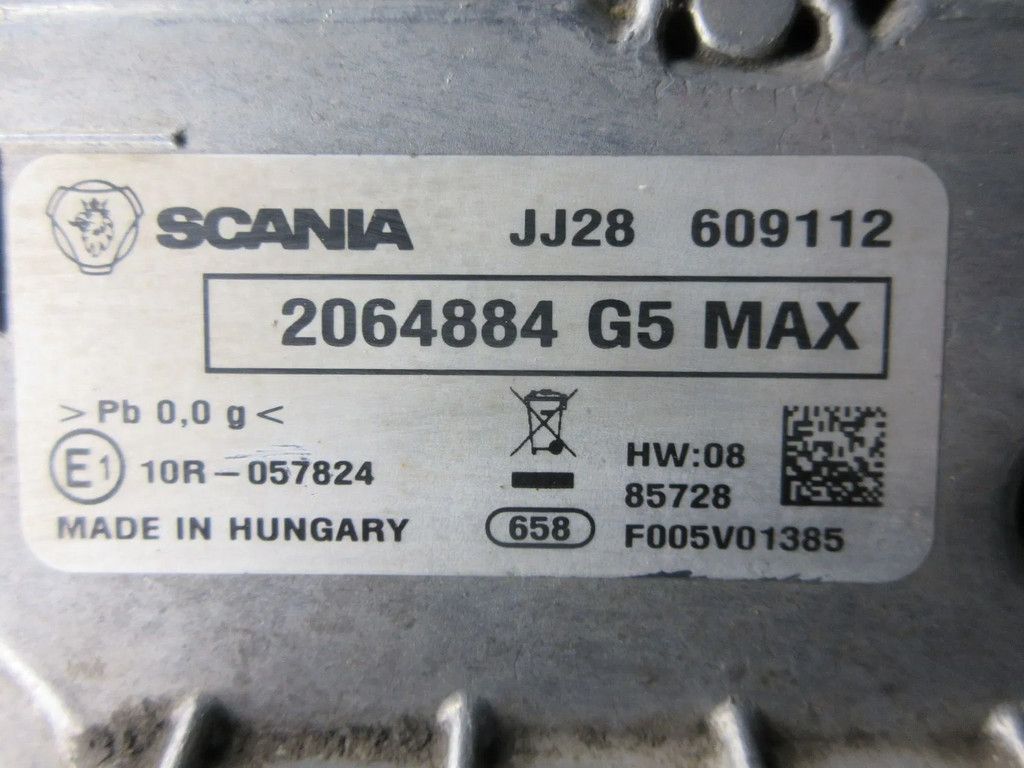 SCANIA JJ28 609112
2064884 G5 MAX
>Pb 0,0 g<
E1 10R-057824
HW:08
85728
MADE IN HUNGARY 658 F005V01385